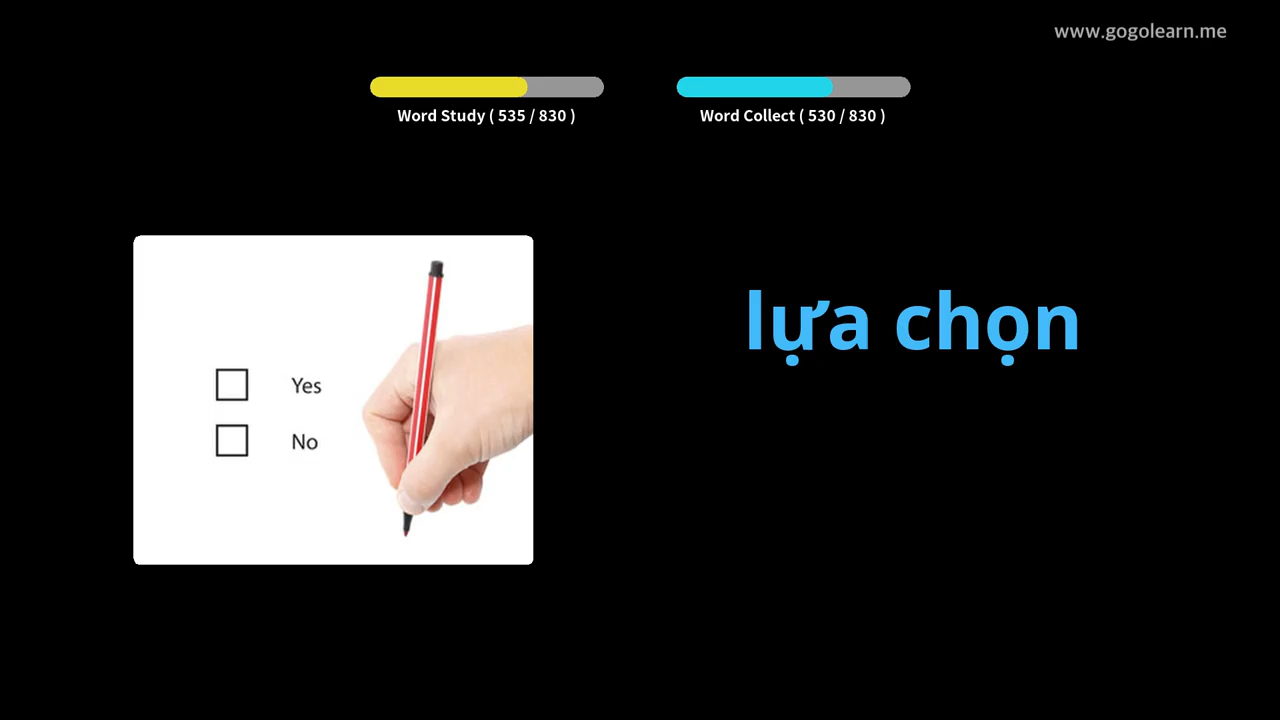 www.gogolearn.me
Word Study ( 535 / 830 )
Word Collect ( 530 / 830 )
lựa chọn
Yes
No